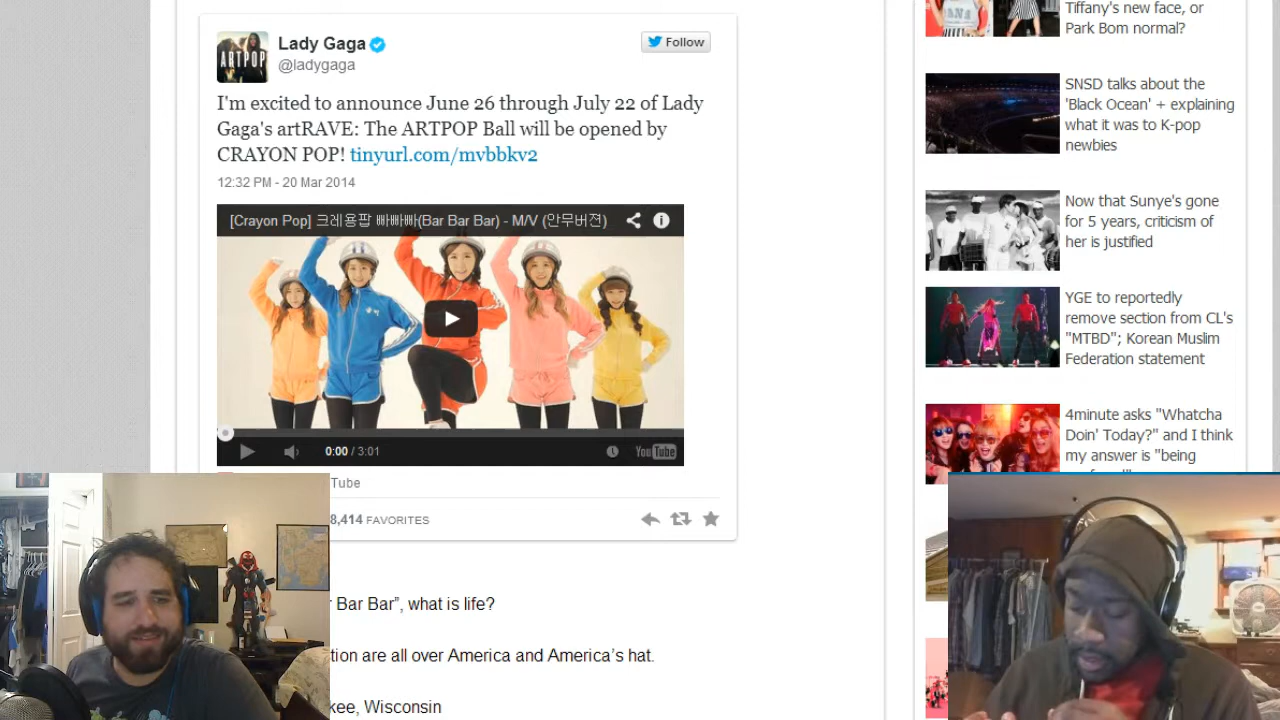 Lady Gaga
@ladygaga
Follow
I'm excited to announce June 26 through July 22 of Lady
Gaga's artRAVE: The ARTPOP Ball will be opened by
CRAYON POP! tinyurl.com/mvbbkv2
12:32 PM - 20 Mar 2014
ARTPOP
[Crayon Pop] 크레용팝 빠빠빠(Bar Bar Bar) - M/V (안무버젼)
0:00 / 3:01
YouTube
Tube
8,414 FAVORITES
Bar Bar”, what is life?
tion are all over America and America’s hat.
kee, Wisconsin
Tiffany's new face, or
Park Bom normal?
SNSD talks about the
'Black Ocean' + explaining
what it was to K-pop
newbies
Now that Sunye's gone
for 5 years, criticism of
her is justified
YGE to reportedly
remove section from CL's
"MTBD"; Korean Muslim
Federation statement
4minute asks "Whatcha
Doin' Today?" and I think
my answer is "being